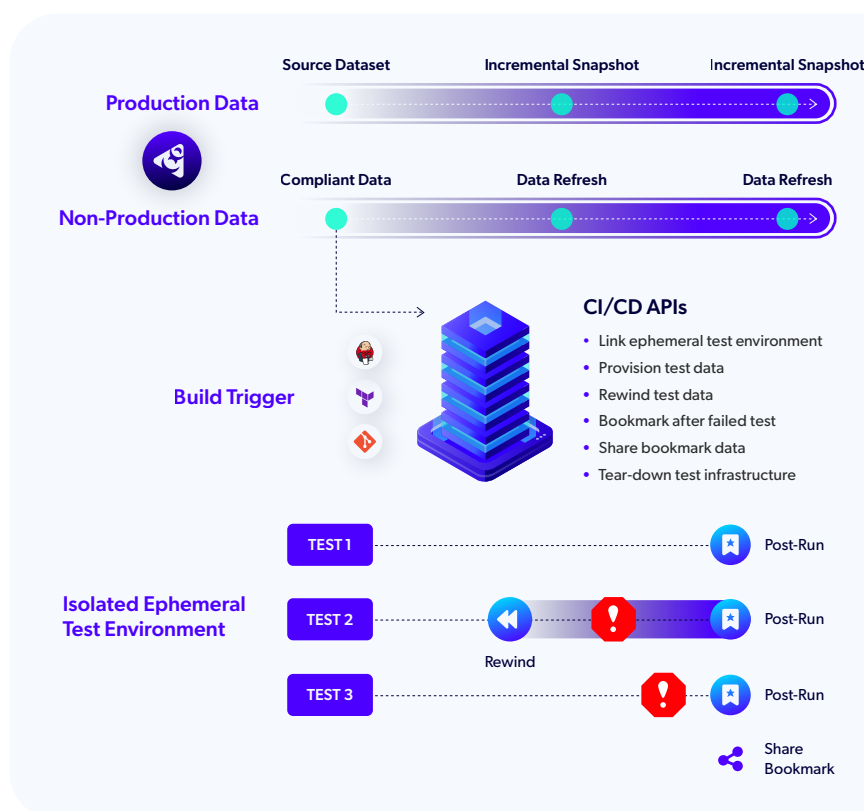 Source Dataset
Incremental Snapshot
Incremental Snapshot
Production Data
Compliant Data
Data Refresh
Data Refresh
Non-Production Data
CI/CD APIs
• Link ephemeral test environment
• Provision test data
• Rewind test data
• Bookmark after failed test
• Share bookmark data
• Tear-down test infrastructure
Build Trigger
TEST 1
Post-Run
Isolated Ephemeral
Test Environment
TEST 2
Post-Run
Rewind
TEST 3
Post-Run
Share
Bookmark